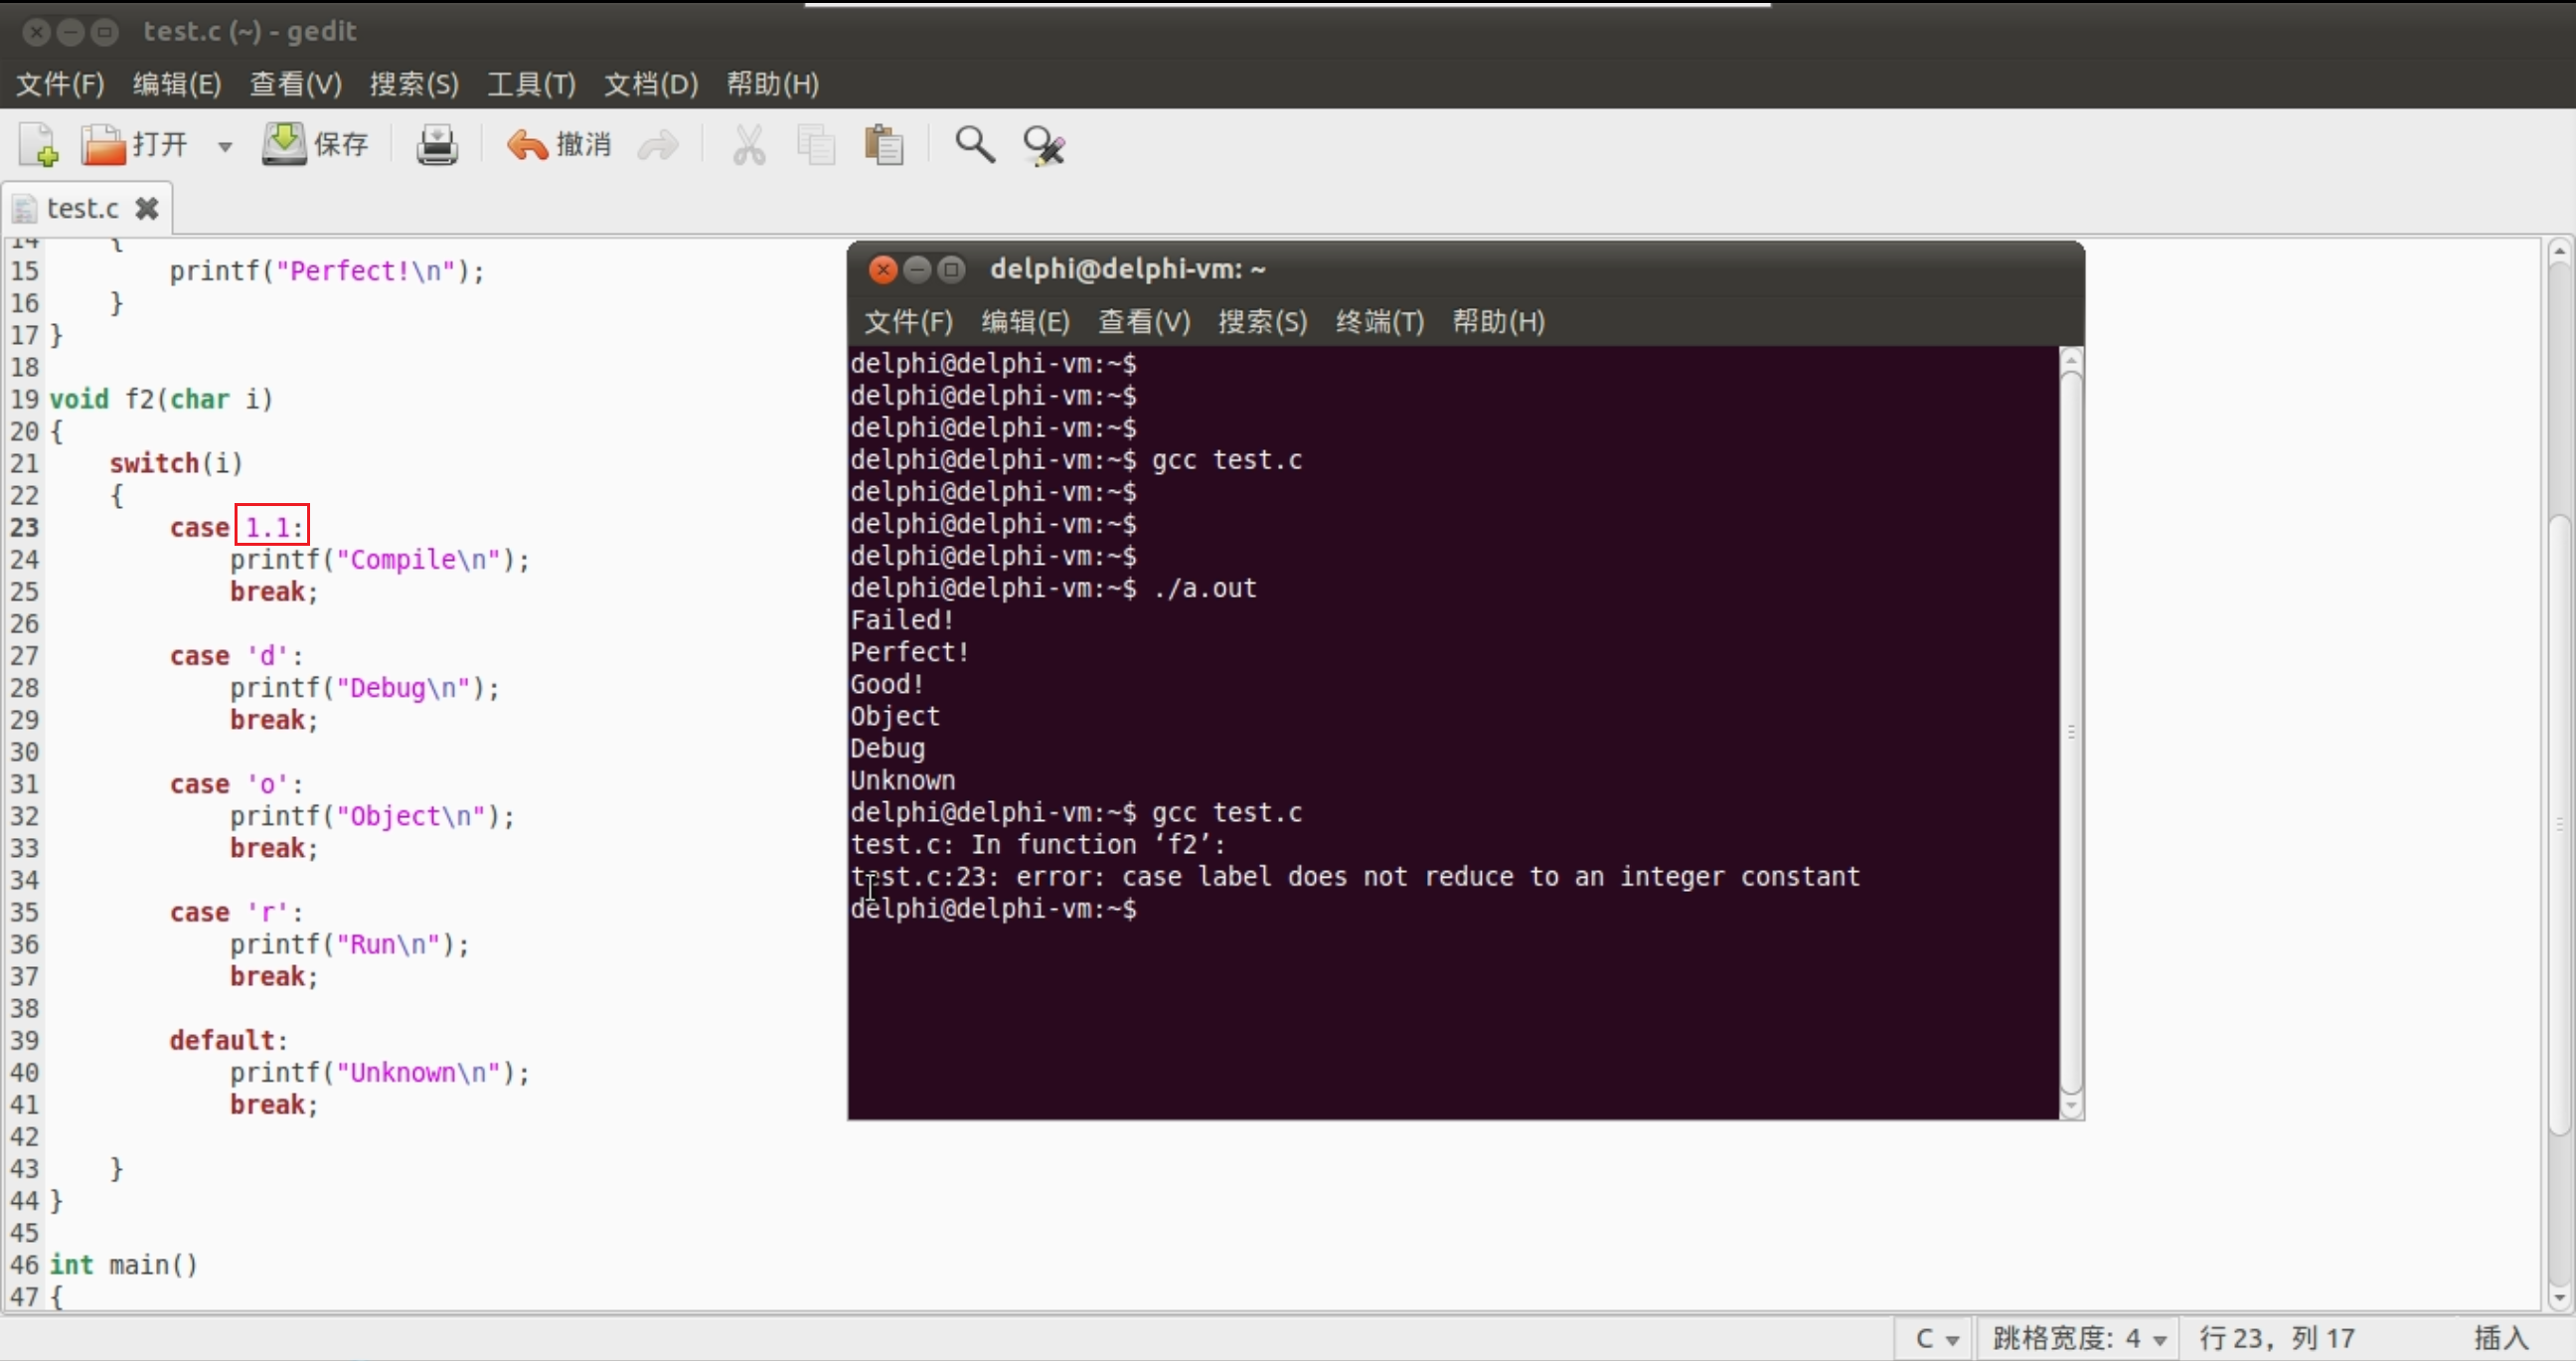 test.c (~) - gedit
文件(F) 编辑(E) 查看(V) 搜索(S) 工具(T) 文档(D) 帮助(H)
打开 保存 撤消
test.c
14     {
15         printf("Perfect!\n");
16     }
17 }
18
19 void f2(char i)
20 {
21     switch(i)
22     {
23         case 1.1:
24             printf("Compile\n");
25             break;
26
27         case 'd':
28             printf("Debug\n");
29             break;
30
31         case 'o':
32             printf("Object\n");
33             break;
34
35         case 'r':
36             printf("Run\n");
37             break;
38
39         default:
40             printf("Unknown\n");
41             break;
42
43     }
44 }
45
46 int main()
47 {
delphi@delphi-vm: ~
文件(F) 编辑(E) 查看(V) 搜索(S) 终端(T) 帮助(H)
delphi@delphi-vm:~$
delphi@delphi-vm:~$
delphi@delphi-vm:~$
delphi@delphi-vm:~$ gcc test.c
delphi@delphi-vm:~$
delphi@delphi-vm:~$
delphi@delphi-vm:~$
delphi@delphi-vm:~$ ./a.out
Failed!
Perfect!
Good!
Object
Debug
Unknown
delphi@delphi-vm:~$ gcc test.c
test.c: In function ‘f2’:
test.c:23: error: case label does not reduce to an integer constant
delphi@delphi-vm:~$
C 跳格宽度: 4 行 23，列 17 插入